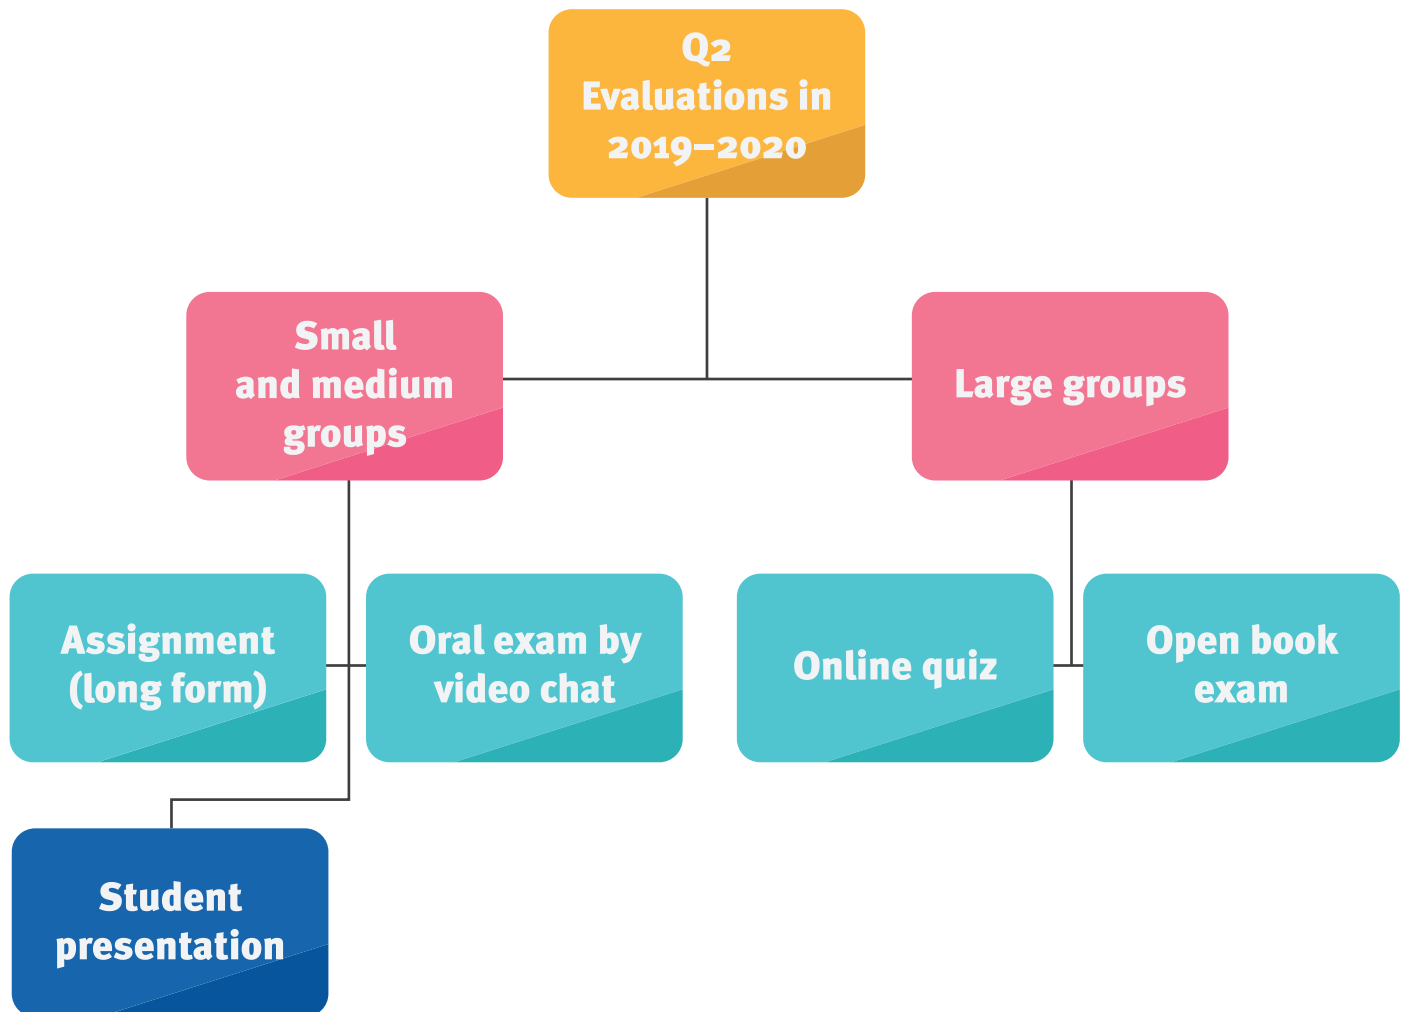 Q2
Evaluations in
2019–2020
Small
and medium
groups
Large groups
Assignment
(long form)
Oral exam by
video chat
Online quiz
Open book
exam
Student
presentation